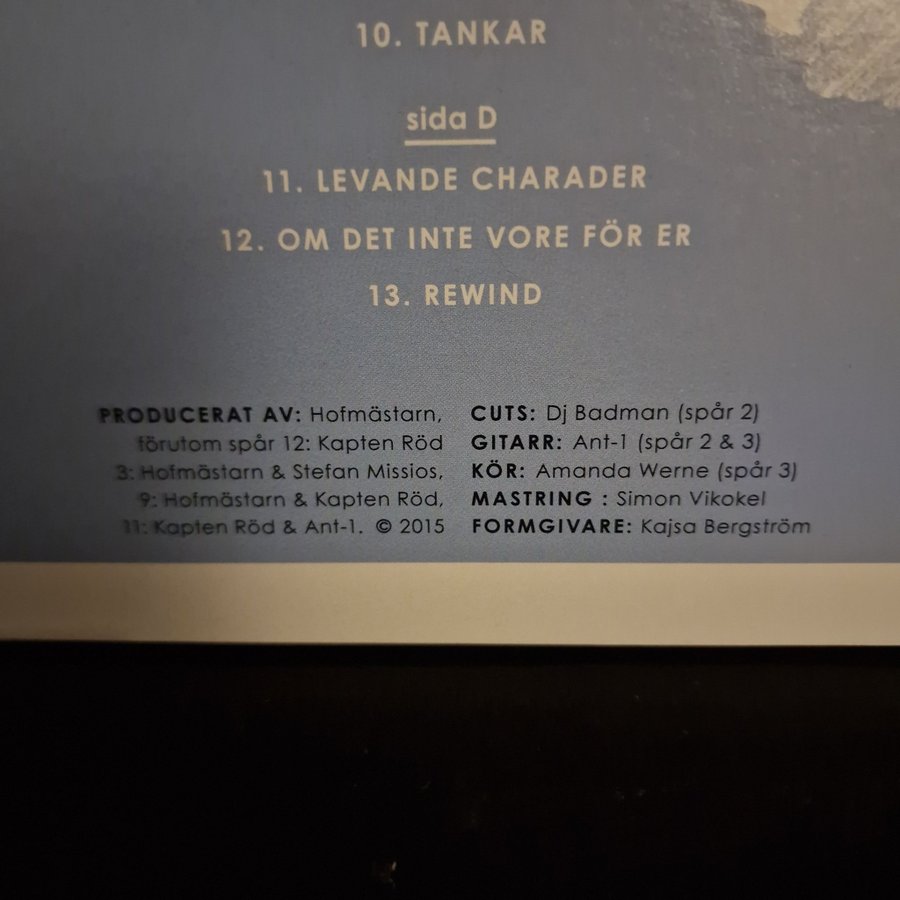 10. TANKAR
sida D
11. LEVANDE CHARADER
12. OM DET INTE VORE FÖR ER
13. REWIND
PRODUCERAT AV: Hofmästarn,
förutom spår 12: Kapten Röd
3: Hofmästarn & Stefan Missios,
9: Hofmästarn & Kapten Röd,
11: Kapten Röd & Ant-1. © 2015
CUTS: Dj Badman (spår 2)
GITARR: Ant-1 (spår 2 & 3)
KÖR: Amanda Werne (spår 3)
MASTRING : Simon Vikokel
FORMGIVARE: Kajsa Bergström